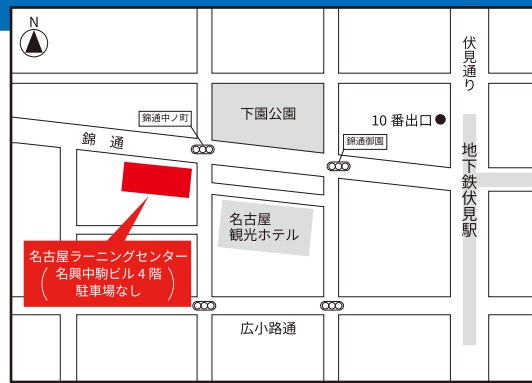 N
伏見通り
錦通中ノ町
下園公園
10 番出口
錦通御園
錦 通
地下鉄伏見駅
名古屋
観光ホテル
名古屋ラーニングセンター
(名興中駒ビル 4 階
駐車場なし)
広小路通